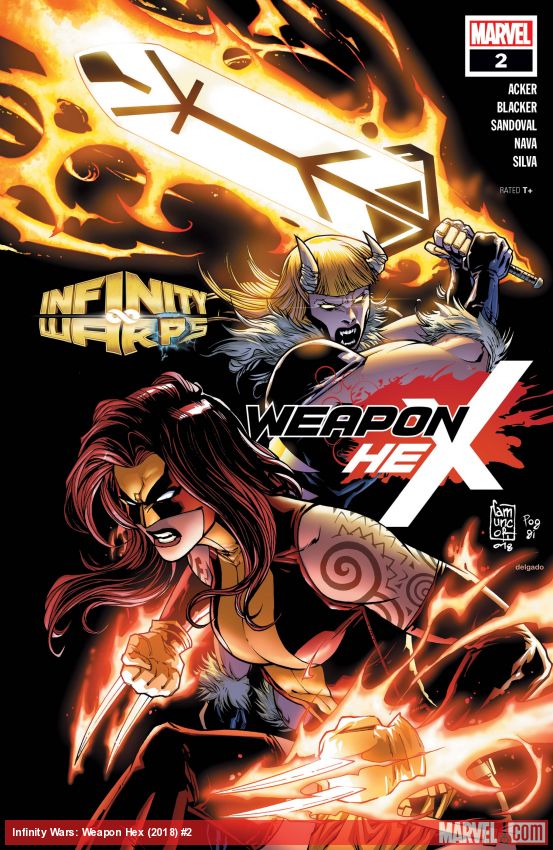 MARVEL
2
ACKER
BLACKER
SANDOVAL
NAVA
SILVA
RATED T+
INFINITY
WARPS
WEAPON
HEX
delgado
Infinity Wars: Weapon Hex (2018) #2
MARVEL.com